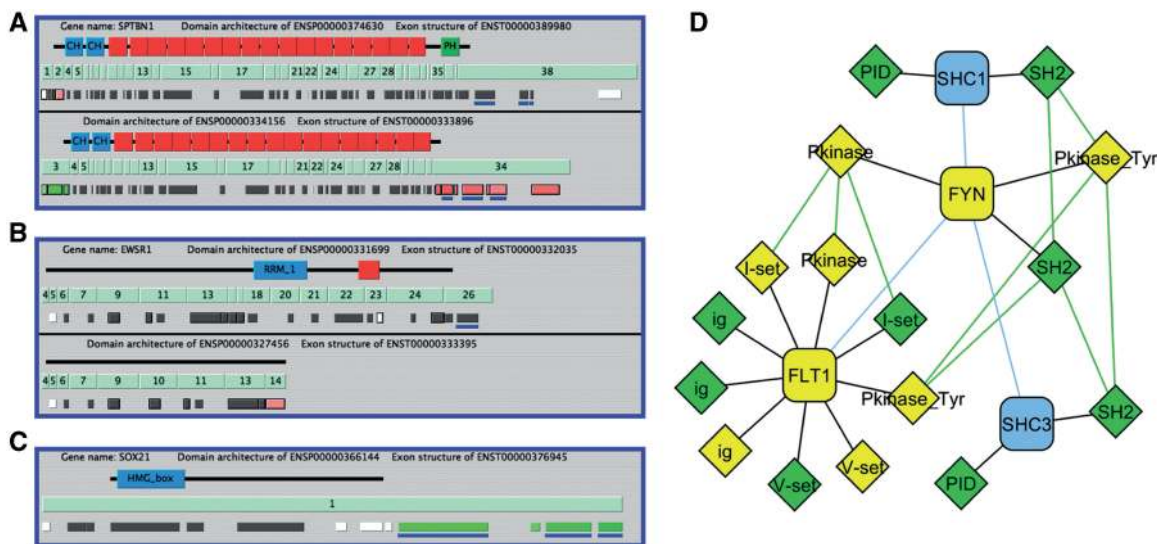 A
Gene name: SPTBN1 Domain architecture of ENSP00000374630 Exon structure of ENST00000389980
CH CH PH
1 2 4 5 13 15 17 21 22 24 27 28 35 38
Domain architecture of ENSP00000334156 Exon structure of ENST00000333896
CH CH
3 4 5 13 15 17 21 22 24 27 28 34
B
Gene name: EWSR1 Domain architecture of ENSP00000331699 Exon structure of ENST00000332035
RRM_1
4 5 6 7 9 11 13 18 20 21 22 23 24 26
Domain architecture of ENSP00000327456 Exon structure of ENST00000333395
4 5 6 7 9 10 11 13 14
C
Gene name: SOX21 Domain architecture of ENSP00000366144 Exon structure of ENST00000376945
HMG_box
1
D
PID
SHC1
SH2
Pkinase
Pkinase_Tyr
FYN
I-set
Pkinase
SH2
ig
I-set
FLT1
ig
Pkinase_Tyr
SH2
SHC3
ig
V-set
V-set
PID